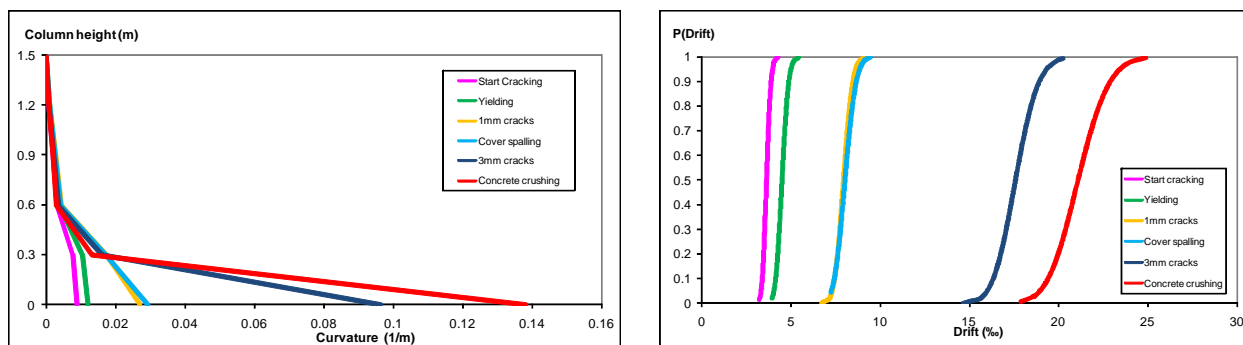 Column height (m)
1.5
1.2
0.9
0.6
0.3
0
Start Cracking
Yielding
1mm cracks
Cover spalling
3mm cracks
Concrete crushing
0 0.02 0.04 0.06 0.08 0.1 0.12 0.14 0.16
Curvature (1/m)
P(Drift)
1
0.9
0.8
0.7
0.6
0.5
0.4
0.3
0.2
0.1
0
Start cracking
Yielding
1mm cracks
Cover spalling
3mm cracks
Concrete crushing
0 5 10 15 20 25 30
Drift (‰)